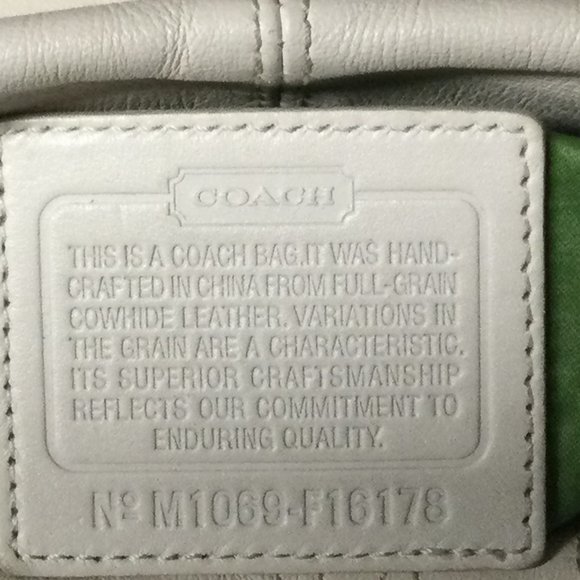 COACH
THIS IS A COACH BAG.IT WAS HAND-
CRAFTED IN CHINA FROM FULL-GRAIN
COWHIDE LEATHER. VARIATIONS IN
THE GRAIN ARE A CHARACTERISTIC.
ITS SUPERIOR CRAFTSMANSHIP
REFLECTS OUR COMMITMENT TO
ENDURING QUALITY.
Nº M1069-F16178